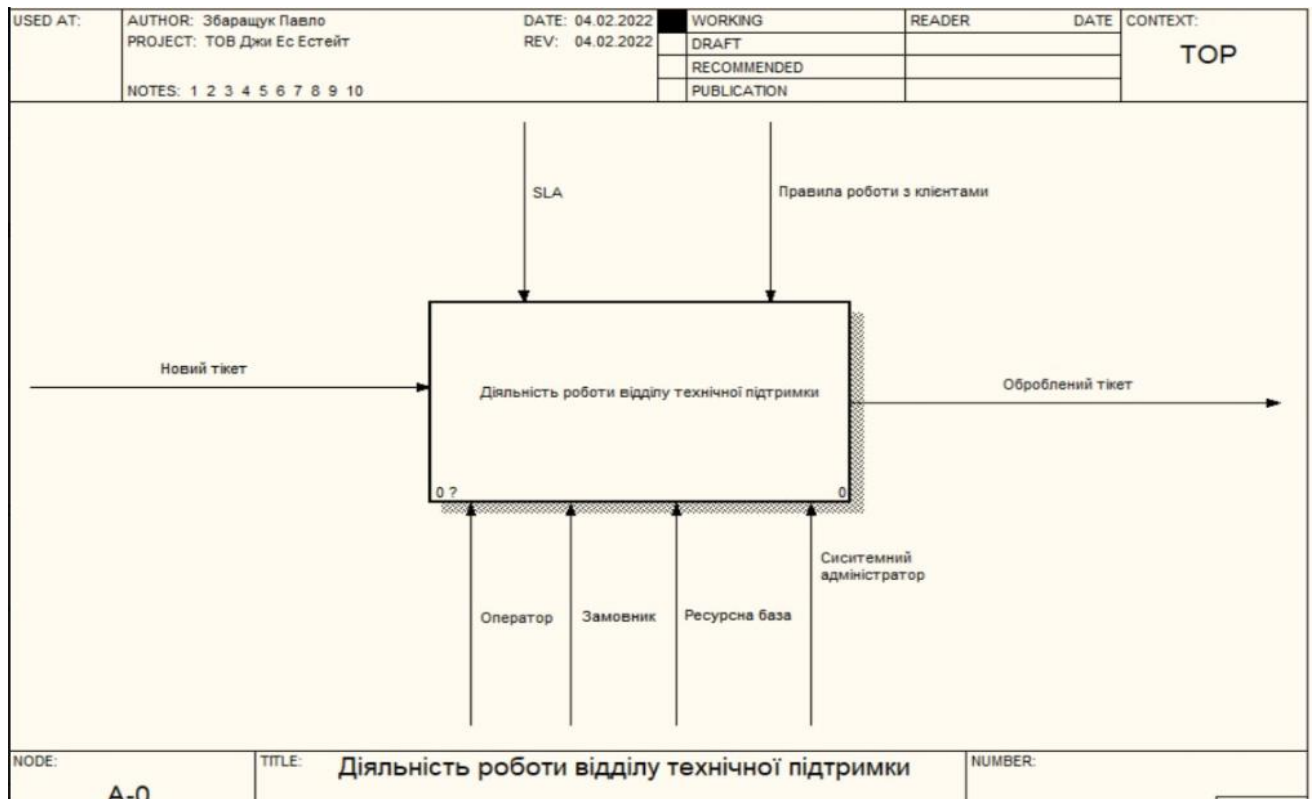 USED AT:
AUTHOR: Збаращук Павло
DATE: 04.02.2022
WORKING
READER
DATE
CONTEXT:
PROJECT: ТОВ Джи Ес Естейт
REV: 04.02.2022
DRAFT
TOP
RECOMMENDED
NOTES: 1 2 3 4 5 6 7 8 9 10
PUBLICATION
SLA
Правила роботи з клієнтами
Новий тікет
Діяльність роботи відділу технічної підтримки
Оброблений тікет
0 ?
0
Сиситемний
адміністратор
Оператор
Замовник
Ресурсна база
NODE:
TITLE:
Діяльність роботи відділу технічної підтримки
NUMBER:
A-0